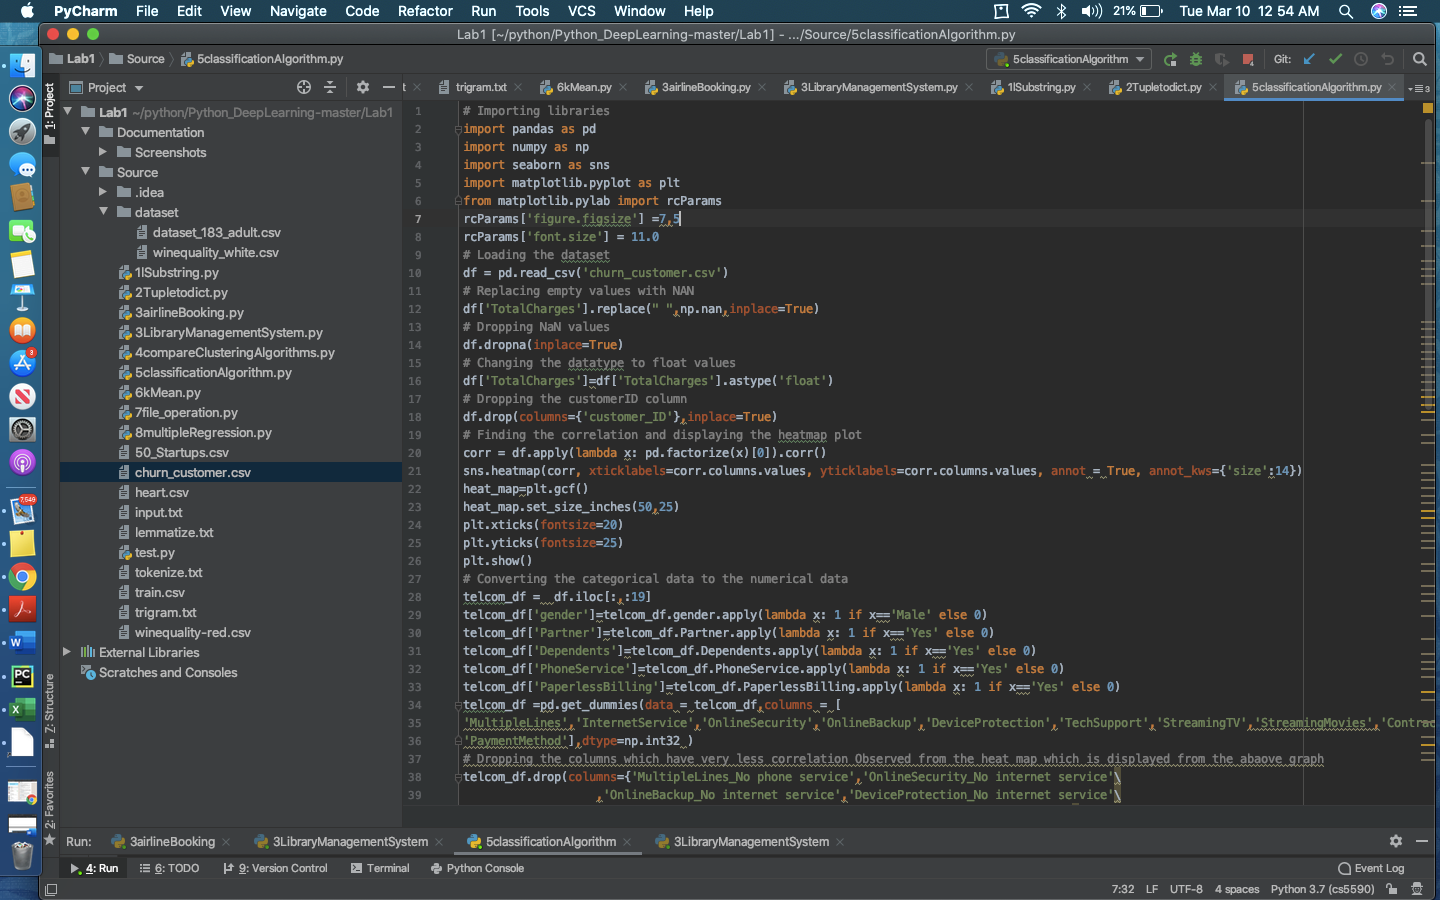 PyCharm File Edit View Navigate Code Refactor Run Tools VCS Window Help 21% Tue Mar 10 12 54 AM
Lab1 [~/python/Python_DeepLearning-master/Lab1] - .../Source/5classificationAlgorithm.py
Lab1 Source 5classificationAlgorithm.py 5classificationAlgorithm Git:
Project
t trigram.txt 6kMean.py 3airlineBooking.py 3LibraryManagementSystem.py 1lSubstring.py 2Tupletodict.py 5classificationAlgorithm.py
1: Project
Lab1 ~/python/Python_DeepLearning-master/Lab1
Documentation
Screenshots
Source
.idea
dataset
dataset_183_adult.csv
winequality_white.csv
1lSubstring.py
2Tupletodict.py
3airlineBooking.py
3LibraryManagementSystem.py
4compareClusteringAlgorithms.py
5classificationAlgorithm.py
6kMean.py
7file_operation.py
8multipleRegression.py
50_Startups.csv
churn_customer.csv
heart.csv
input.txt
lemmatize.txt
test.py
tokenize.txt
train.csv
trigram.txt
winequality-red.csv
External Libraries
Scratches and Consoles
Z: Structure
2: Favorites
3
7,549
W
PC
X
1 # Importing libraries
2 import pandas as pd
3 import numpy as np
4 import seaborn as sns
5 import matplotlib.pyplot as plt
6 from matplotlib.pylab import rcParams
7 rcParams['figure.figsize'] =7,5
8 rcParams['font.size'] = 11.0
9 # Loading the dataset
10 df = pd.read_csv('churn_customer.csv')
11 # Replacing empty values with NAN
12 df['TotalCharges'].replace(" ",np.nan,inplace=True)
13 # Dropping NaN values
14 df.dropna(inplace=True)
15 # Changing the datatype to float values
16 df['TotalCharges']=df['TotalCharges'].astype('float')
17 # Dropping the customerID column
18 df.drop(columns={'customer_ID'},inplace=True)
19 # Finding the correlation and displaying the heatmap plot
20 corr = df.apply(lambda x: pd.factorize(x)[0]).corr()
21 sns.heatmap(corr, xticklabels=corr.columns.values, yticklabels=corr.columns.values, annot = True, annot_kws={'size':14})
22 heat_map=plt.gcf()
23 heat_map.set_size_inches(50,25)
24 plt.xticks(fontsize=20)
25 plt.yticks(fontsize=25)
26 plt.show()
27 # Converting the categorical data to the numerical data
28 telcom_df =  df.iloc[:,:19]
29 telcom_df['gender']=telcom_df.gender.apply(lambda x: 1 if x=='Male' else 0)
30 telcom_df['Partner']=telcom_df.Partner.apply(lambda x: 1 if x=='Yes' else 0)
31 telcom_df['Dependents']=telcom_df.Dependents.apply(lambda x: 1 if x=='Yes' else 0)
32 telcom_df['PhoneService']=telcom_df.PhoneService.apply(lambda x: 1 if x=='Yes' else 0)
33 telcom_df['PaperlessBilling']=telcom_df.PaperlessBilling.apply(lambda x: 1 if x=='Yes' else 0)
34 telcom_df =pd.get_dummies(data = telcom_df,columns = [
35 'MultipleLines','InternetService','OnlineSecurity','OnlineBackup','DeviceProtection','TechSupport','StreamingTV','StreamingMovies','Contrac
36 'PaymentMethod'],dtype=np.int32 )
37 # Dropping the columns which have very less correlation Observed from the heat map which is displayed from the abaove graph
38 telcom_df.drop(columns={'MultipleLines_No phone service','OnlineSecurity_No internet service'\
39 ,'OnlineBackup_No internet service','DeviceProtection_No internet service'\
Run: 3airlineBooking 3LibraryManagementSystem 5classificationAlgorithm 3LibraryManagementSystem
4: Run 6: TODO 9: Version Control Terminal Python Console Event Log
7:32 LF UTF-8 4 spaces Python 3.7 (cs5590)